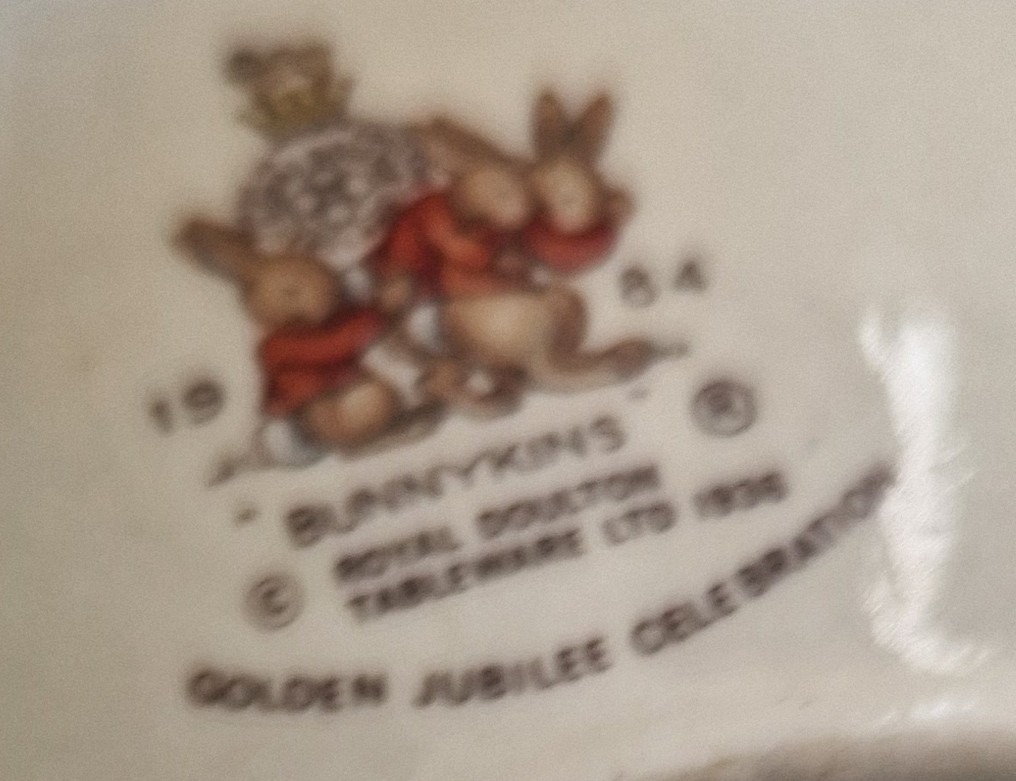 19 84
"BUNNYKINS" ®
ROYAL DOULTON
© TABLEWARE LTD 1936
GOLDEN JUBILEE CELEBRATION